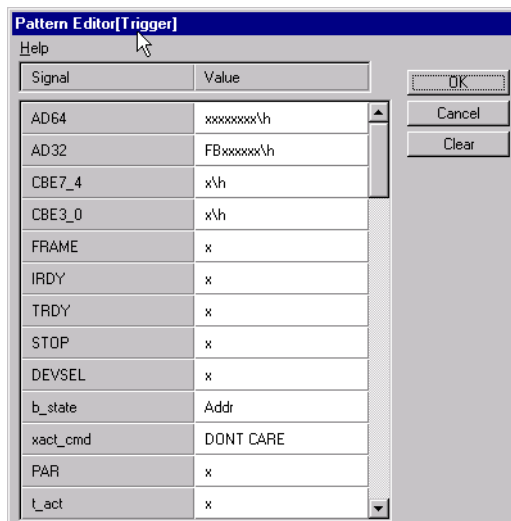 Pattern Editor[Trigger]
Help
Signal Value
OK
Cancel
Clear
AD64 xxxxxxxx\h
AD32 FBxxxxxx\h
CBE7_4 x\h
CBE3_0 x\h
FRAME x
IRDY x
TRDY x
STOP x
DEVSEL x
b_state Addr
xact_cmd DONT CARE
PAR x
t_act x